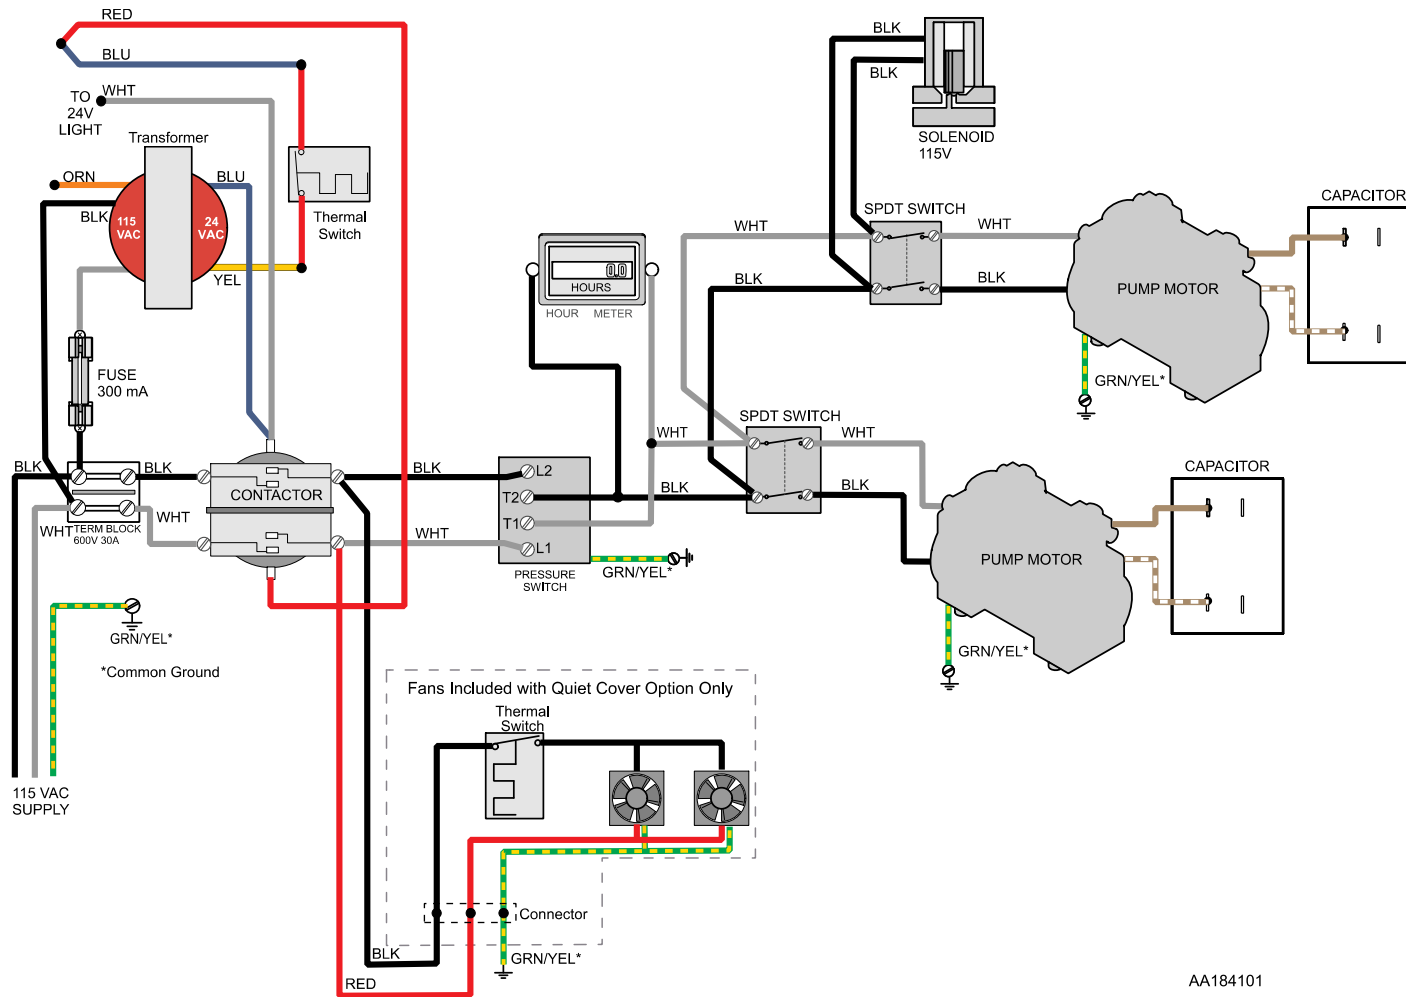 RED
BLU
WHT
TO
24V
LIGHT
Transformer
ORN
BLU
BLK
115
VAC
24
VAC
YEL
Thermal
Switch
FUSE
300 mA
BLK
BLK
CONTACTOR
WHT
WHT
TERM BLOCK
600V 30A
GRN/YEL*
*Common Ground
115 VAC
SUPPLY
BLK
WHT
0.0
HOURS
HOUR METER
L2
T2
T1
L1
PRESSURE
SWITCH
GRN/YEL*
BLK
BLK
SOLENOID
115V
SPDT SWITCH
WHT
WHT
BLK
BLK
PUMP MOTOR
CAPACITOR
GRN/YEL*
SPDT SWITCH
WHT
WHT
BLK
BLK
PUMP MOTOR
CAPACITOR
GRN/YEL*
Fans Included with Quiet Cover Option Only
Thermal
Switch
Connector
BLK
GRN/YEL*
RED
AA184101